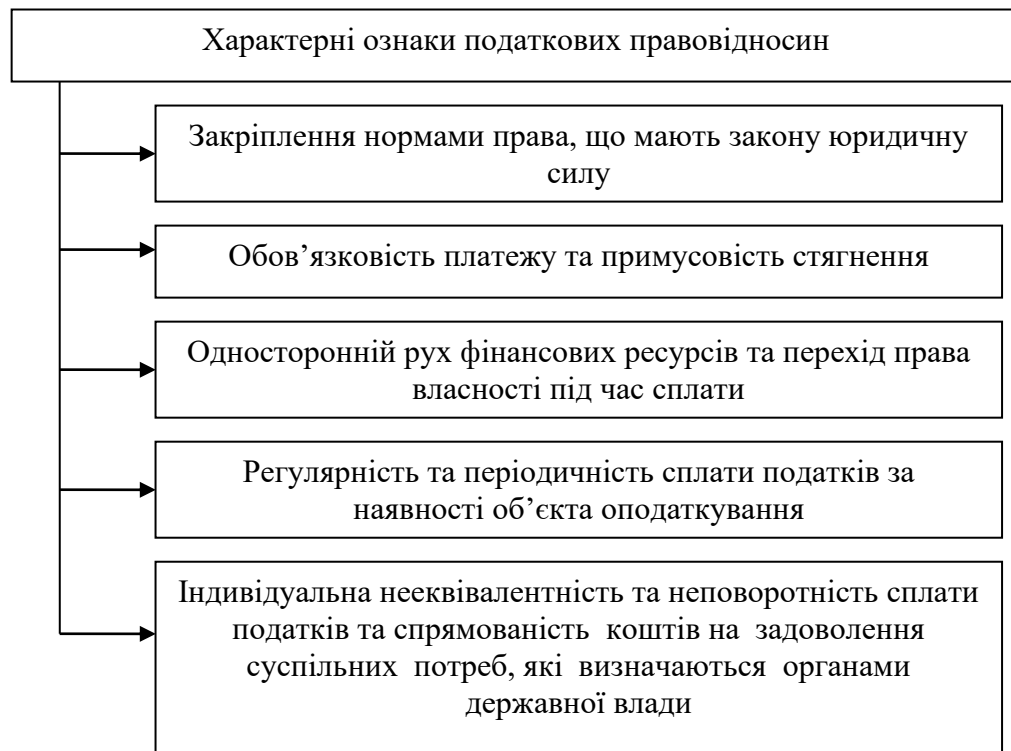 Характерні ознаки податкових правовідносин
Закріплення нормами права, що мають закону юридичну
силу
Обов’язковість платежу та примусовість стягнення
Односторонній рух фінансових ресурсів та перехід права
власності під час сплати
Регулярність та періодичність сплати податків за
наявності об’єкта оподаткування
Індивідуальна нееквівалентність та неповоротність сплати
податків та спрямованість коштів на задоволення
суспільних потреб, які визначаються органами
державної влади